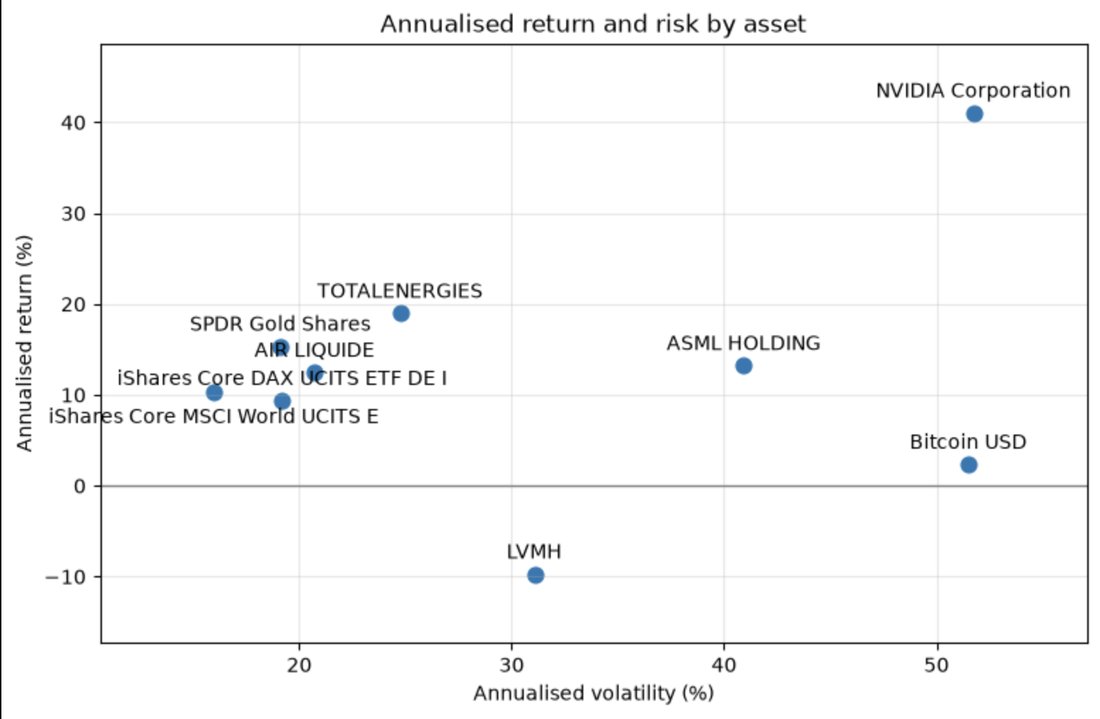 Annualised return and risk by asset
NVIDIA Corporation
40
30
TOTALENERGIES
20
SPDR Gold Shares
ASML HOLDING
AIR LIQUIDE
iShares Core DAX UCITS ETF DE I
10
iShares Core MSCI World UCITS E
Bitcoin USD
0
LVMH
−10
Annualised return (%)
20 30 40 50
Annualised volatility (%)